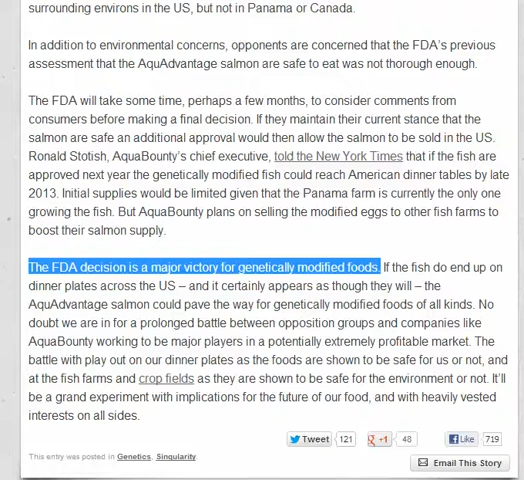 surrounding environs in the US, but not in Panama or Canada.
In addition to environmental concerns, opponents are concerned that the FDA's previous
assessment that the AquAdvantage salmon are safe to eat was not thorough enough.
The FDA will take some time, perhaps a few months, to consider comments from
consumers before making a final decision. If they maintain their current stance that the
salmon are safe an additional approval would then allow the salmon to be sold in the US.
Ronald Stotish, AquaBounty's chief executive, told the New York Times that if the fish are
approved next year the genetically modified fish could reach American dinner tables by late
2013. Initial supplies would be limited given that the Panama farm is currently the only one
growing the fish. But AquaBounty plans on selling the modified eggs to other fish farms to
boost their salmon supply.
The FDA decision is a major victory for genetically modified foods. If the fish do end up on
dinner plates across the US – and it certainly appears as though they will – the
AquAdvantage salmon could pave the way for genetically modified foods of all kinds. No
doubt we are in for a prolonged battle between opposition groups and companies like
AquaBounty working to be major players in a potentially extremely profitable market. The
battle with play out on our dinner plates as the foods are shown to be safe for us or not, and
at the fish farms and crop fields as they are shown to be safe for the environment or not. It'll
be a grand experiment with implications for the future of our food, and with heavily vested
interests on all sides.
Tweet 121 +1 48 Like 719
This entry was posted in Genetics, Singularity.
Email This Story